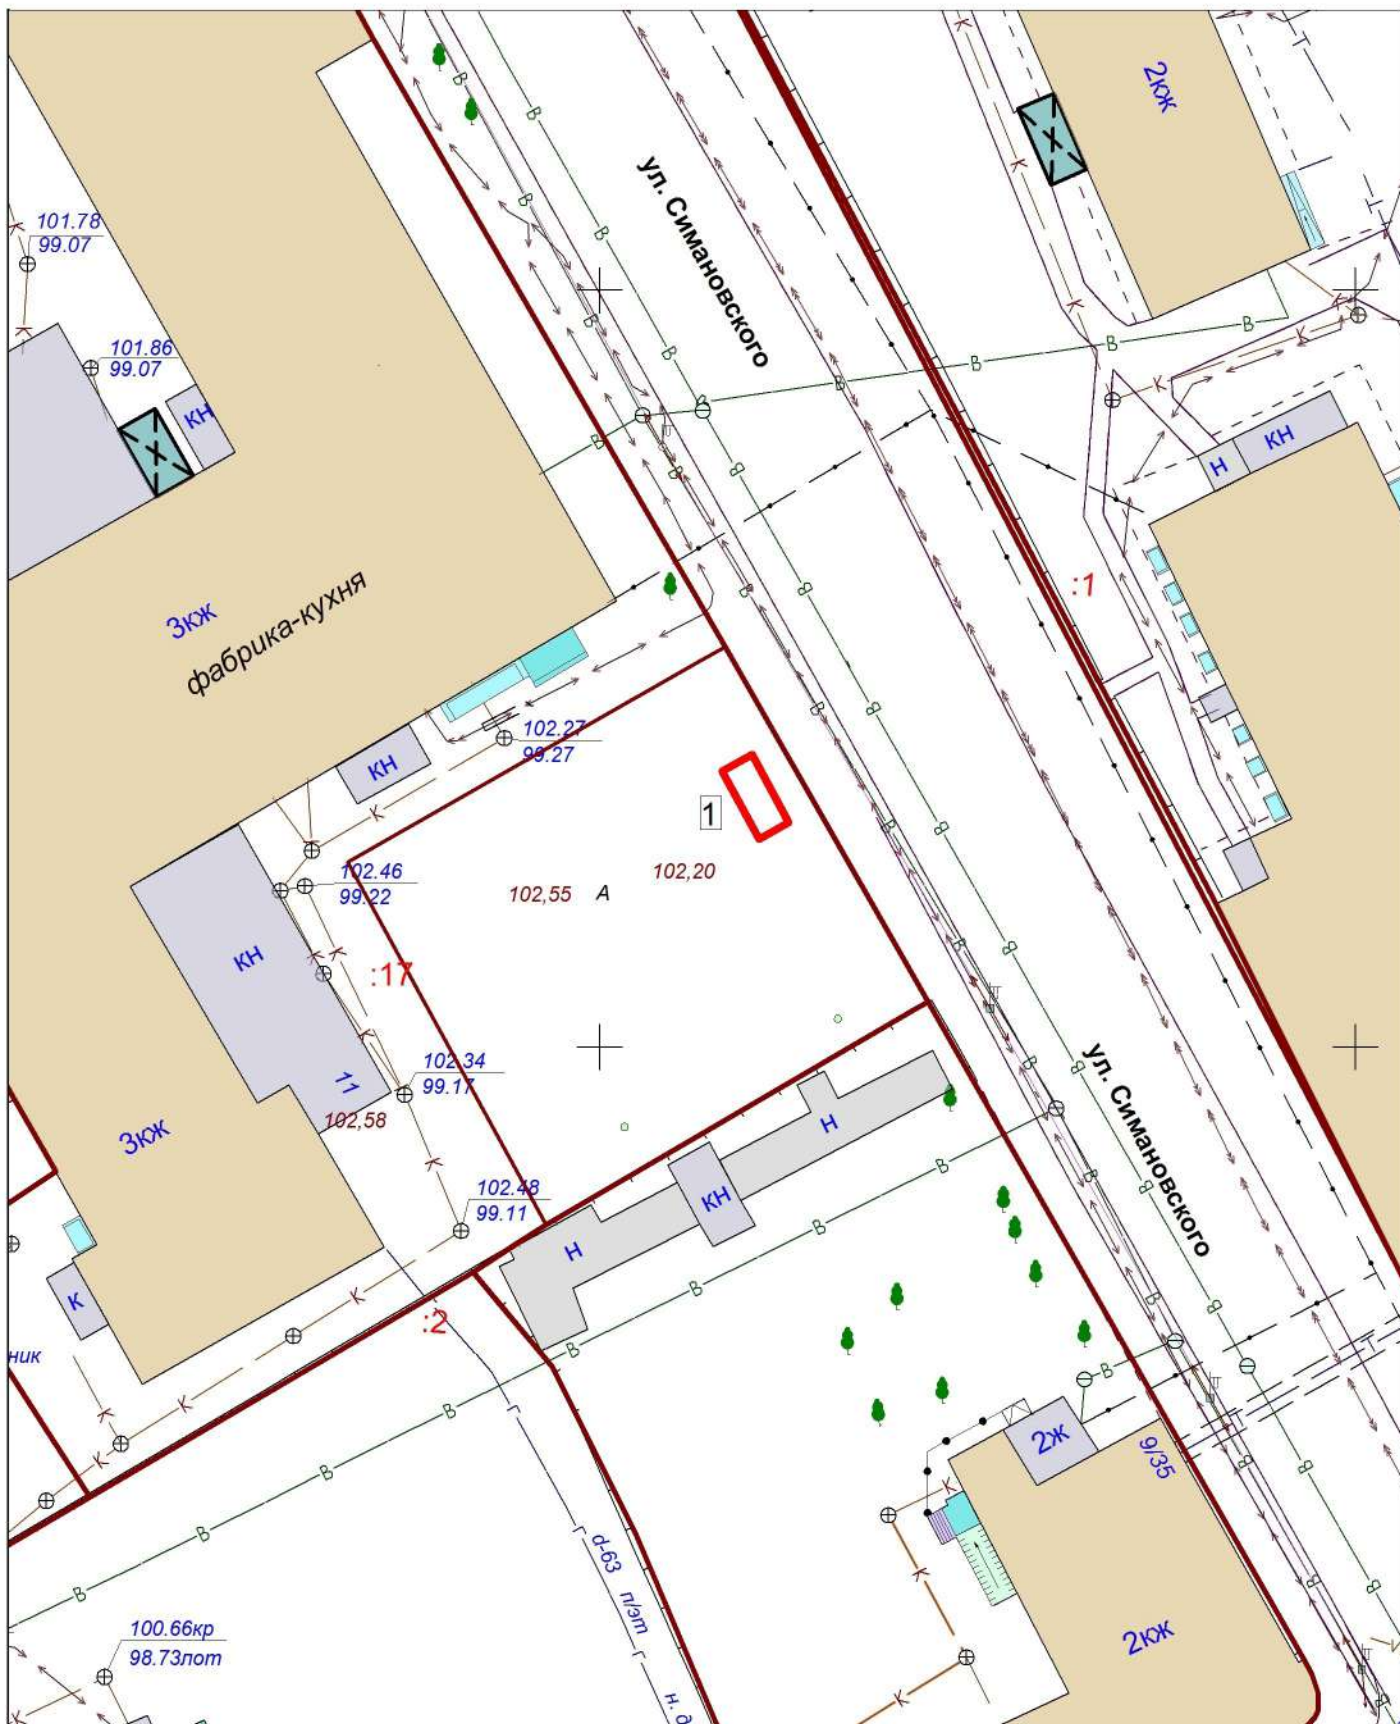 2кж
ул. Симановского
101.78
99.07
101.86
99.07
КН
КН
Н
:1
3кж
фабрика-кухня
102.27
99.27
КН
1
102.46
99.22
102,20
102,55
А
КН
:17
102.34
99.17
11
102,58
3кж
Н
ул. Симановского
102.48
99.11
КН
Н
К
:2
ник
2ж
9/35
d-63 п/эт
100.66кр
98.73лот
2кж
н. д